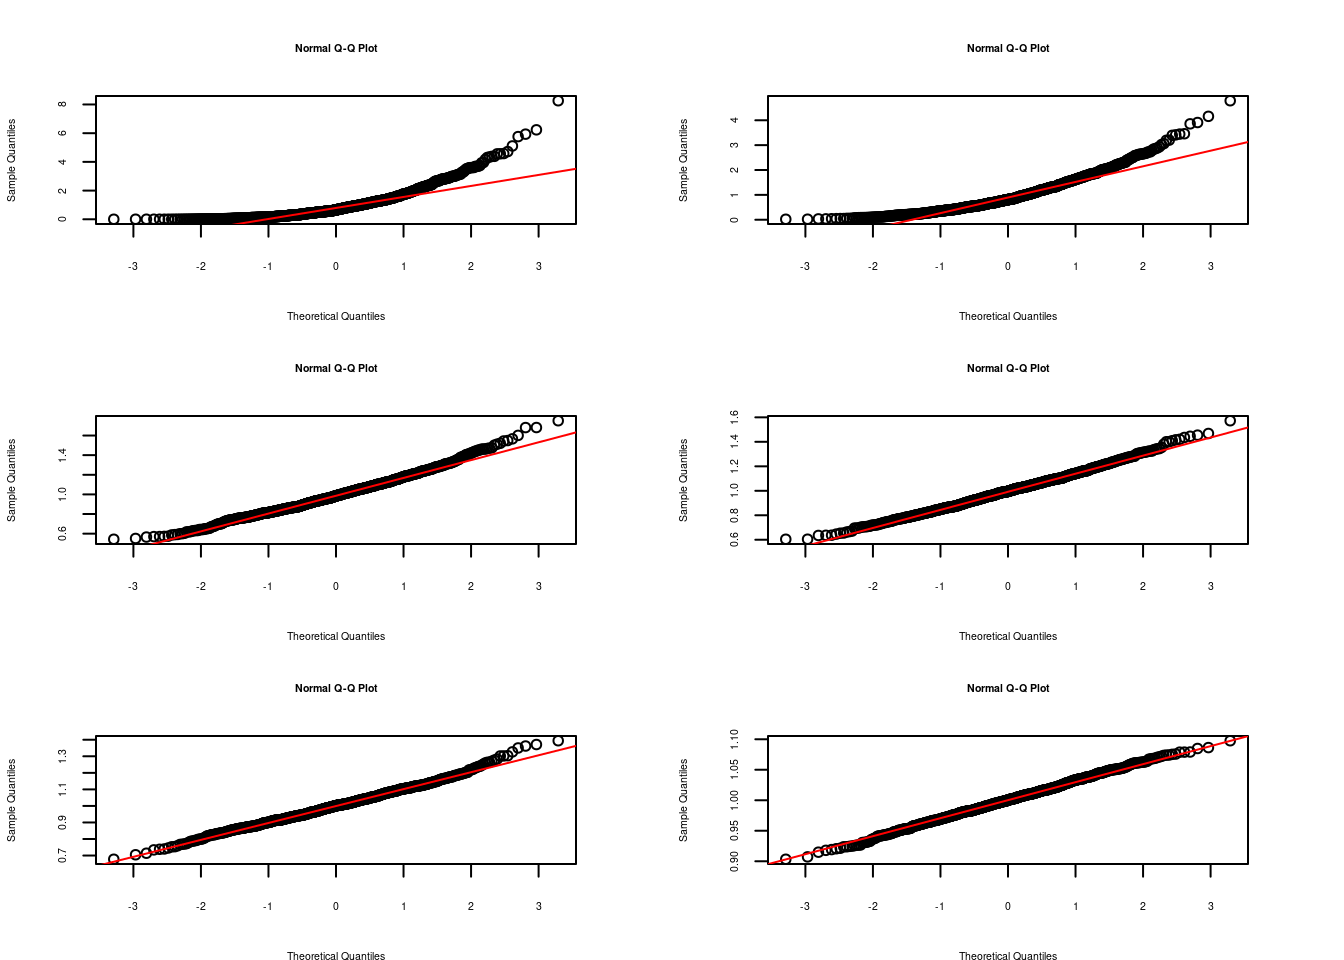 Normal Q-Q Plot
Sample Quantiles
8
6
4
2
0
-3 -2 -1 0 1 2 3
Theoretical Quantiles
Normal Q-Q Plot
Sample Quantiles
4
3
2
1
0
-3 -2 -1 0 1 2 3
Theoretical Quantiles
Normal Q-Q Plot
Sample Quantiles
1.4
1.0
0.6
-3 -2 -1 0 1 2 3
Theoretical Quantiles
Normal Q-Q Plot
Sample Quantiles
1.6
1.4
1.2
1.0
0.8
0.6
-3 -2 -1 0 1 2 3
Theoretical Quantiles
Normal Q-Q Plot
Sample Quantiles
1.3
1.1
0.9
0.7
-3 -2 -1 0 1 2 3
Theoretical Quantiles
Normal Q-Q Plot
Sample Quantiles
1.10
1.05
1.00
0.95
0.90
-3 -2 -1 0 1 2 3
Theoretical Quantiles